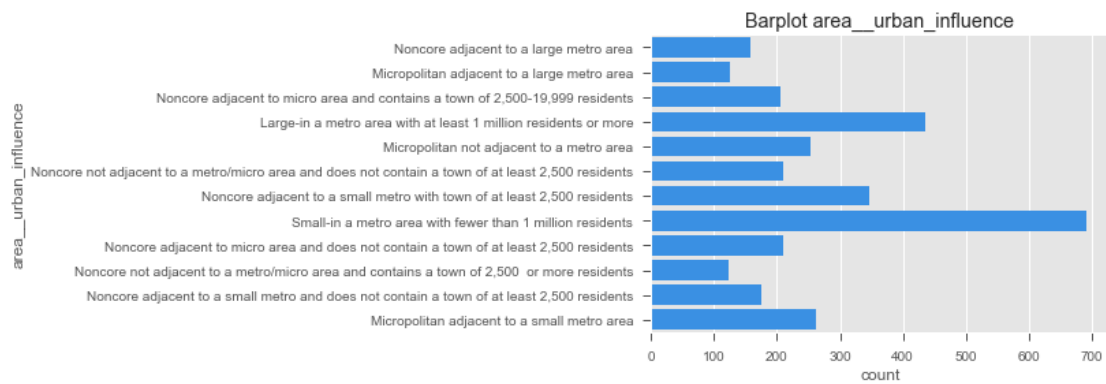 Barplot area__urban_influence
area__urban_influence
Noncore adjacent to a large metro area
Micropolitan adjacent to a large metro area
Noncore adjacent to micro area and contains a town of 2,500-19,999 residents
Large-in a metro area with at least 1 million residents or more
Micropolitan not adjacent to a metro area
Noncore not adjacent to a metro/micro area and does not contain a town of at least 2,500 residents
Noncore adjacent to a small metro with town of at least 2,500 residents
Small-in a metro area with fewer than 1 million residents
Noncore adjacent to micro area and does not contain a town of at least 2,500 residents
Noncore not adjacent to a metro/micro area and contains a town of 2,500  or more residents
Noncore adjacent to a small metro and does not contain a town of at least 2,500 residents
Micropolitan adjacent to a small metro area
0 100 200 300 400 500 600 700
count